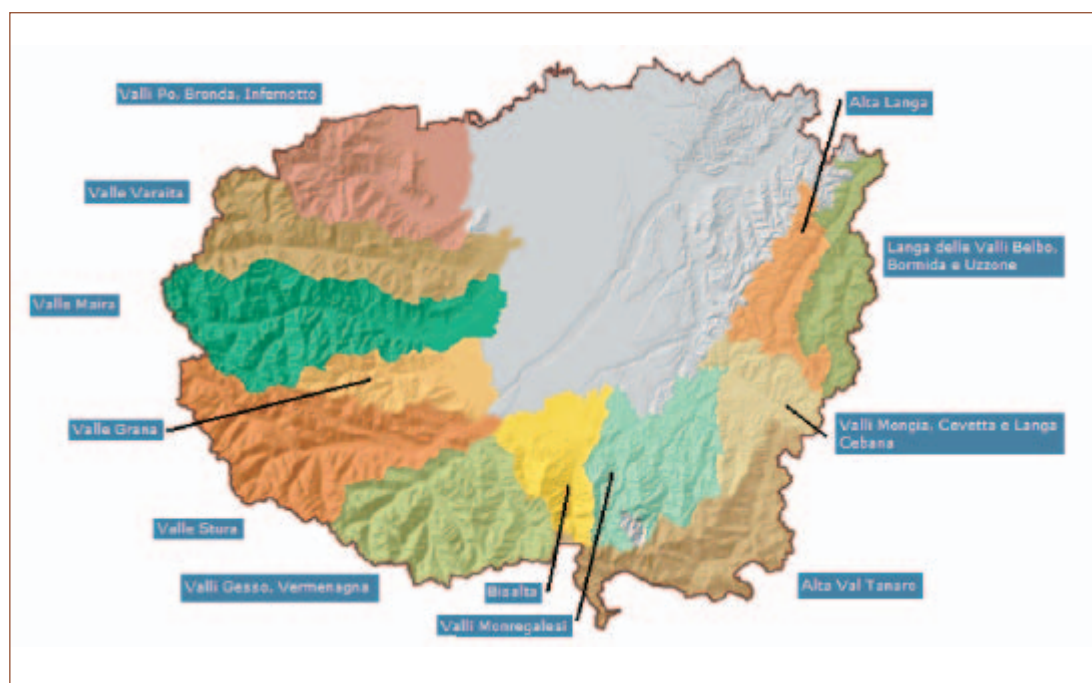 Valli Po, Bronda, Infernotto
Alta Langa
Valle Varaita
Langa delle Valli Belbo,
Bormida e Uzzone
Valle Maira
Valle Grana
Valli Mongia, Cevetta e Langa
Cebana
Valle Stura
Valli Gesso, Vermenagna
Bisalta
Alta Val Tanaro
Valli Monregalesi